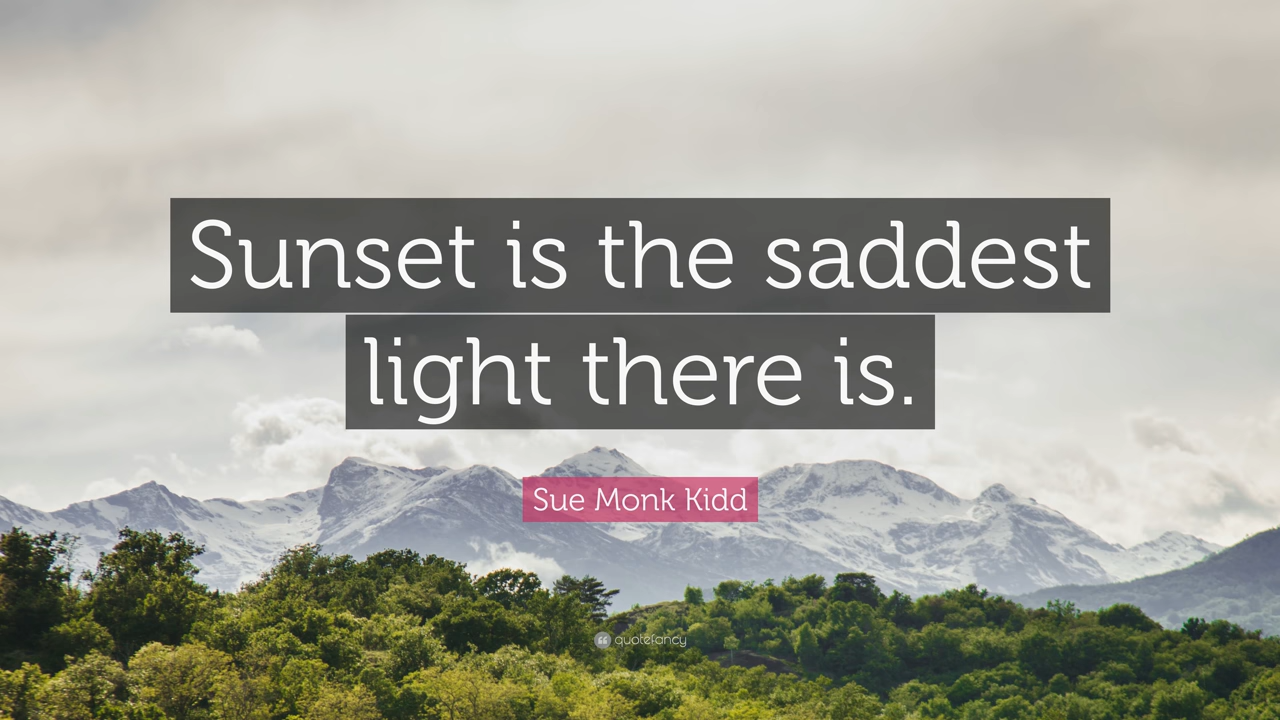 Sunset is the saddest
light there is.
Sue Monk Kidd
quotefancy